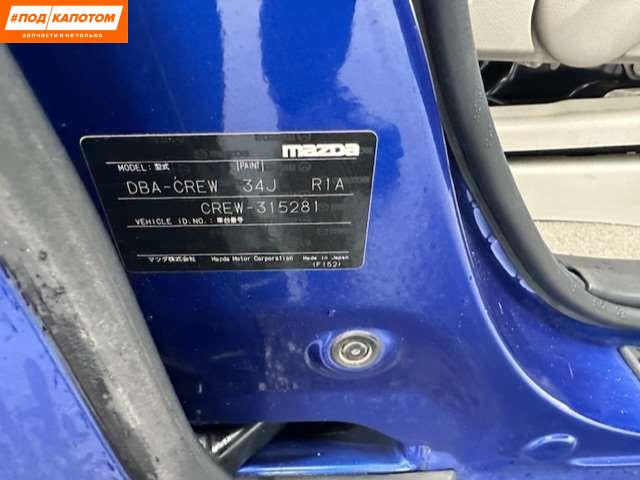 #ПОД КАПОТОМ
запчасти и не только
mazda
MODEL: 型式 PAINT
DBA-CREW 34J R1A
CREW-315281
VEHICLE ID.NO.: 車台番号
マツダ株式会社 Mazda Motor Corporation Made in Japan
(F152)